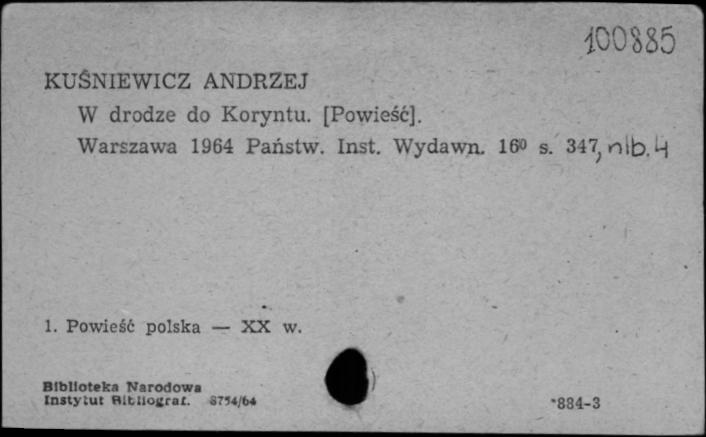 100885
KUŚNIEWICZ ANDRZEJ
W drodze do Koryntu. [Powieść].
Warszawa 1964 Państw. Inst. Wydawn. 16⁰ s. 347, nlb. 4
1. Powieść polska — XX w.
Biblioteka Narodowa
Instytut Bibliograf. 8754/64
*884-3